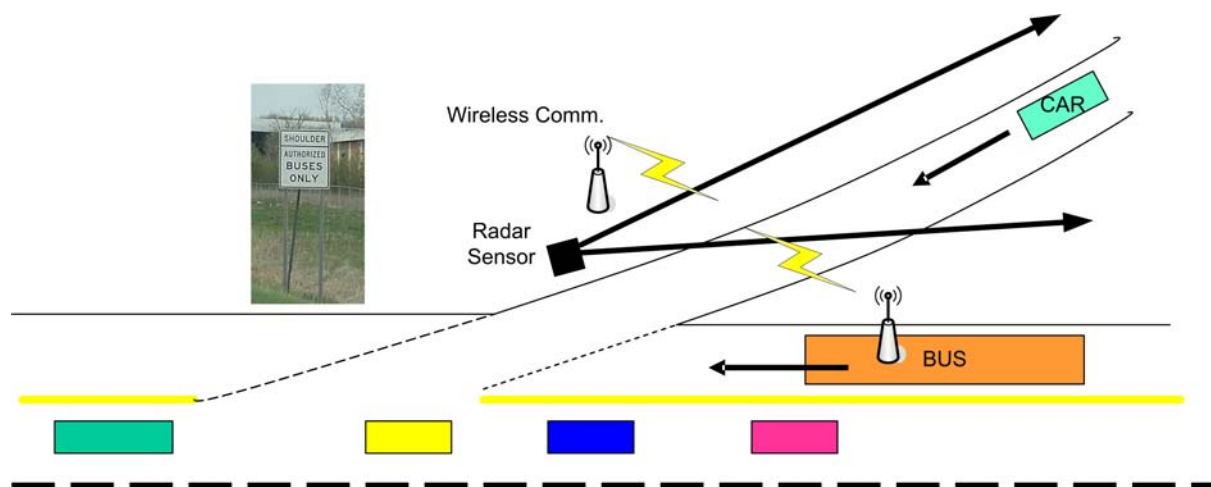 Wireless Comm.
CAR
SHOULDER
AUTHORIZED
BUSES
ONLY
Radar
Sensor
BUS